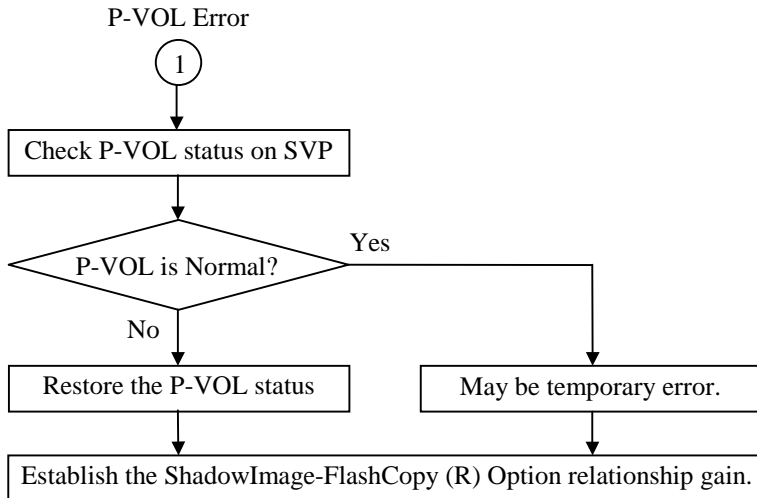 P-VOL Error
1
Check P-VOL status on SVP
P-VOL is Normal?
Yes
No
Restore the P-VOL status
May be temporary error.
Establish the ShadowImage-FlashCopy (R) Option relationship gain.